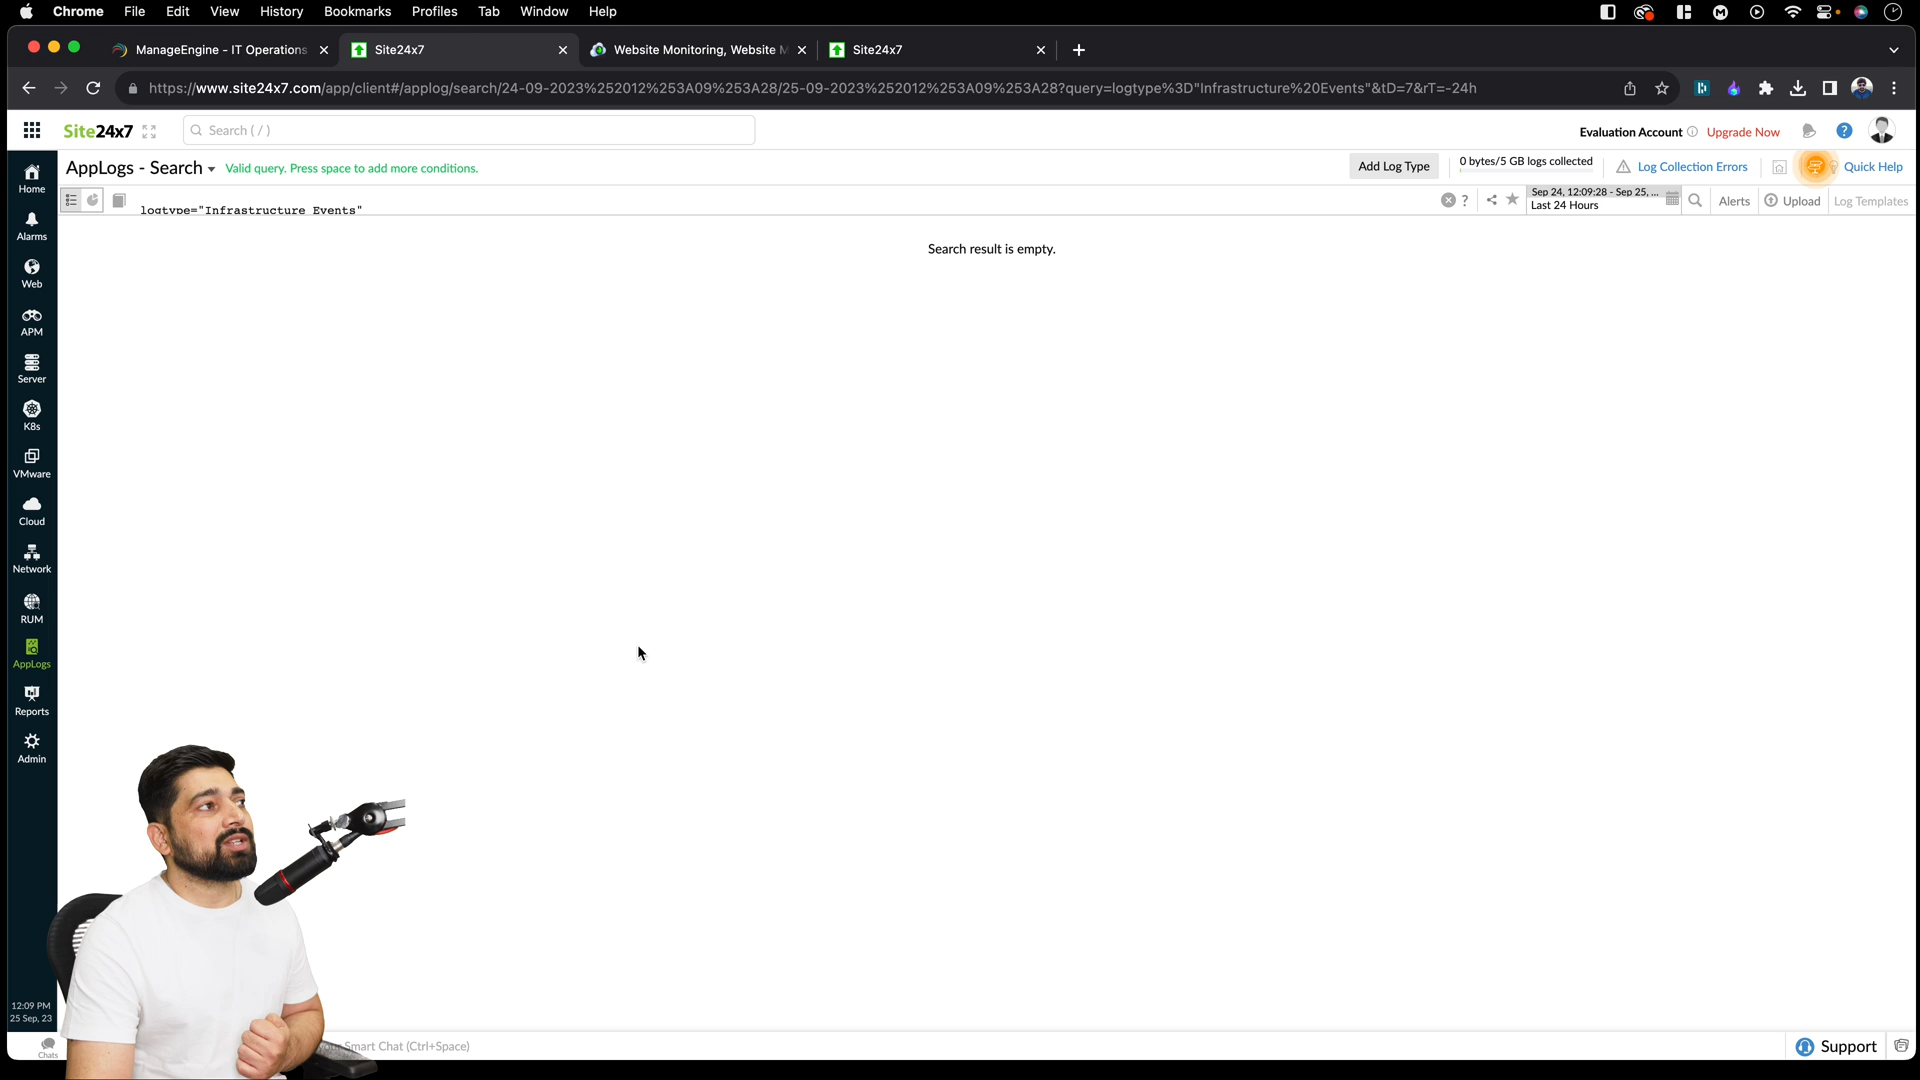 Chrome File Edit View History Bookmarks Profiles Tab Window Help
ManageEngine - IT Operations
Site24x7
Website Monitoring, Website M
Site24x7
https://www.site24x7.com/app/client#/applog/search/24-09-2023%252012%253A09%253A28/25-09-2023%252012%253A09%253A28?query=logtype%3D"Infrastructure%20Events"&tD=7&rT=-24h
Site24x7
Search ( / )
Evaluation Account
Upgrade Now
AppLogs - Search
Valid query. Press space to add more conditions.
Add Log Type
0 bytes/5 GB logs collected
Log Collection Errors
Quick Help
logtype="Infrastructure Events"
?
Sep 24, 12:09:28 - Sep 25, ...
Last 24 Hours
Alerts
Upload
Log Templates
Search result is empty.
Home
Alarms
Web
APM
Server
K8s
VMware
Cloud
Network
RUM
AppLogs
Reports
Admin
12:09 PM
25 Sep, 23
Chats
Smart Chat (Ctrl+Space)
Support